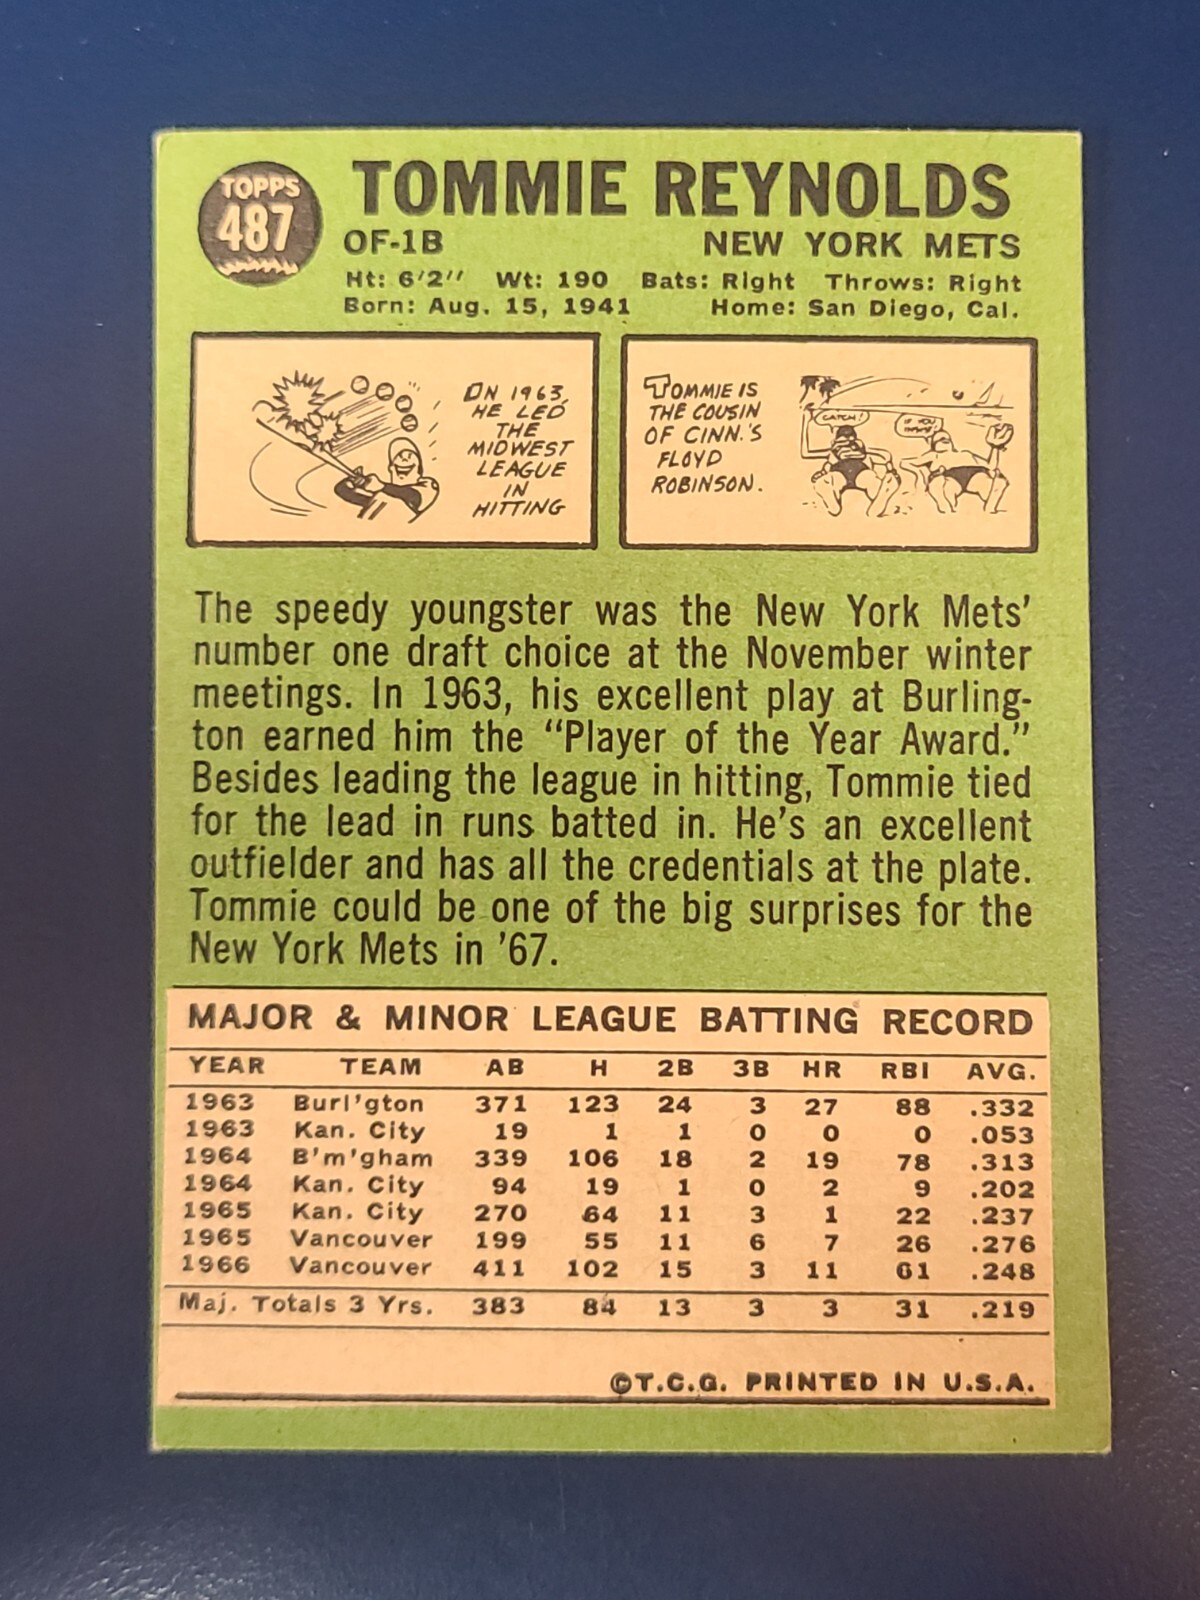 TOPPS
487
TOMMIE REYNOLDS
OF-1B NEW YORK METS
Ht: 6'2" Wt: 190 Bats: Right Throws: Right
Born: Aug. 15, 1941 Home: San Diego, Cal.
ON 1963,
HE LED
THE
MIDWEST
LEAGUE
IN
HITTING
TOMMIE IS
THE COUSIN
OF CINN.'S
FLOYD
ROBINSON.
CATCH!
IF YOU
The speedy youngster was the New York Mets'
number one draft choice at the November winter
meetings. In 1963, his excellent play at Burling-
ton earned him the "Player of the Year Award."
Besides leading the league in hitting, Tommie tied
for the lead in runs batted in. He's an excellent
outfielder and has all the credentials at the plate.
Tommie could be one of the big surprises for the
New York Mets in '67.
MAJOR & MINOR LEAGUE BATTING RECORD
YEAR TEAM AB H 2B 3B HR RBI AVG.
1963 Burl'gton 371 123 24 3 27 88 .332
1963 Kan. City 19 1 1 0 0 0 .053
1964 B'm'gham 339 106 18 2 19 78 .313
1964 Kan. City 94 19 1 0 2 9 .202
1965 Kan. City 270 64 11 3 1 22 .237
1965 Vancouver 199 55 11 6 7 26 .276
1966 Vancouver 411 102 15 3 11 61 .248
Maj. Totals 3 Yrs. 383 84 13 3 3 31 .219
©T.C.G. PRINTED IN U.S.A.